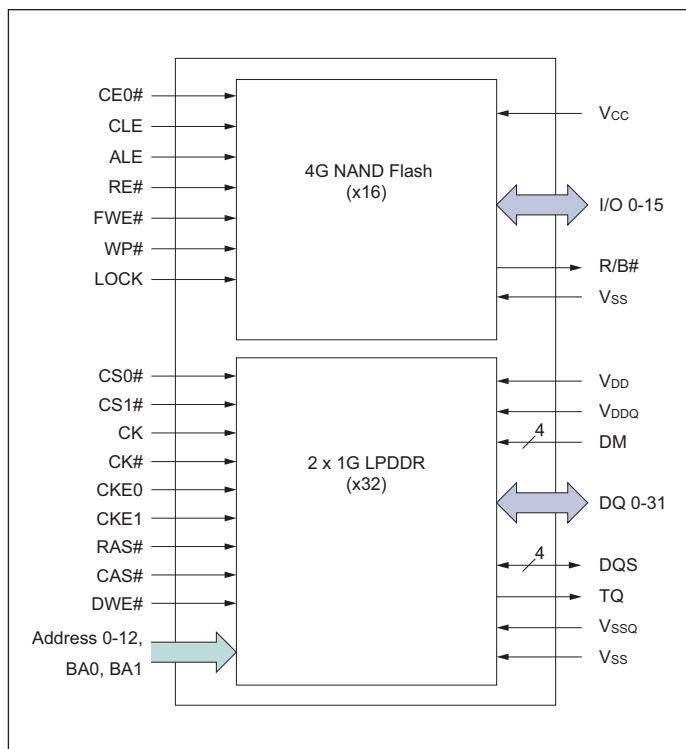 CE0#
CLE
ALE
RE#
FWE#
WP#
LOCK
4G NAND Flash
(x16)
VCC
I/O 0-15
R/B#
VSS
CS0#
CS1#
CK
CK#
CKE0
CKE1
RAS#
CAS#
DWE#
Address 0-12,
BA0, BA1
2 x 1G LPDDR
(x32)
VDD
VDDQ
4
DM
DQ 0-31
4
DQS
TQ
VSSQ
VSS